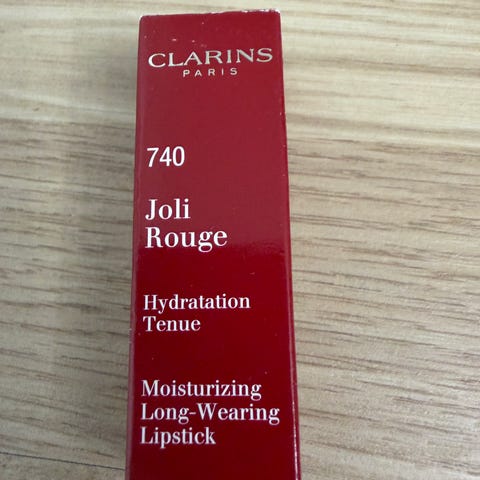 CLARINS
PARIS
740
Joli
Rouge
Hydratation
Tenue
Moisturizing
Long-Wearing
Lipstick